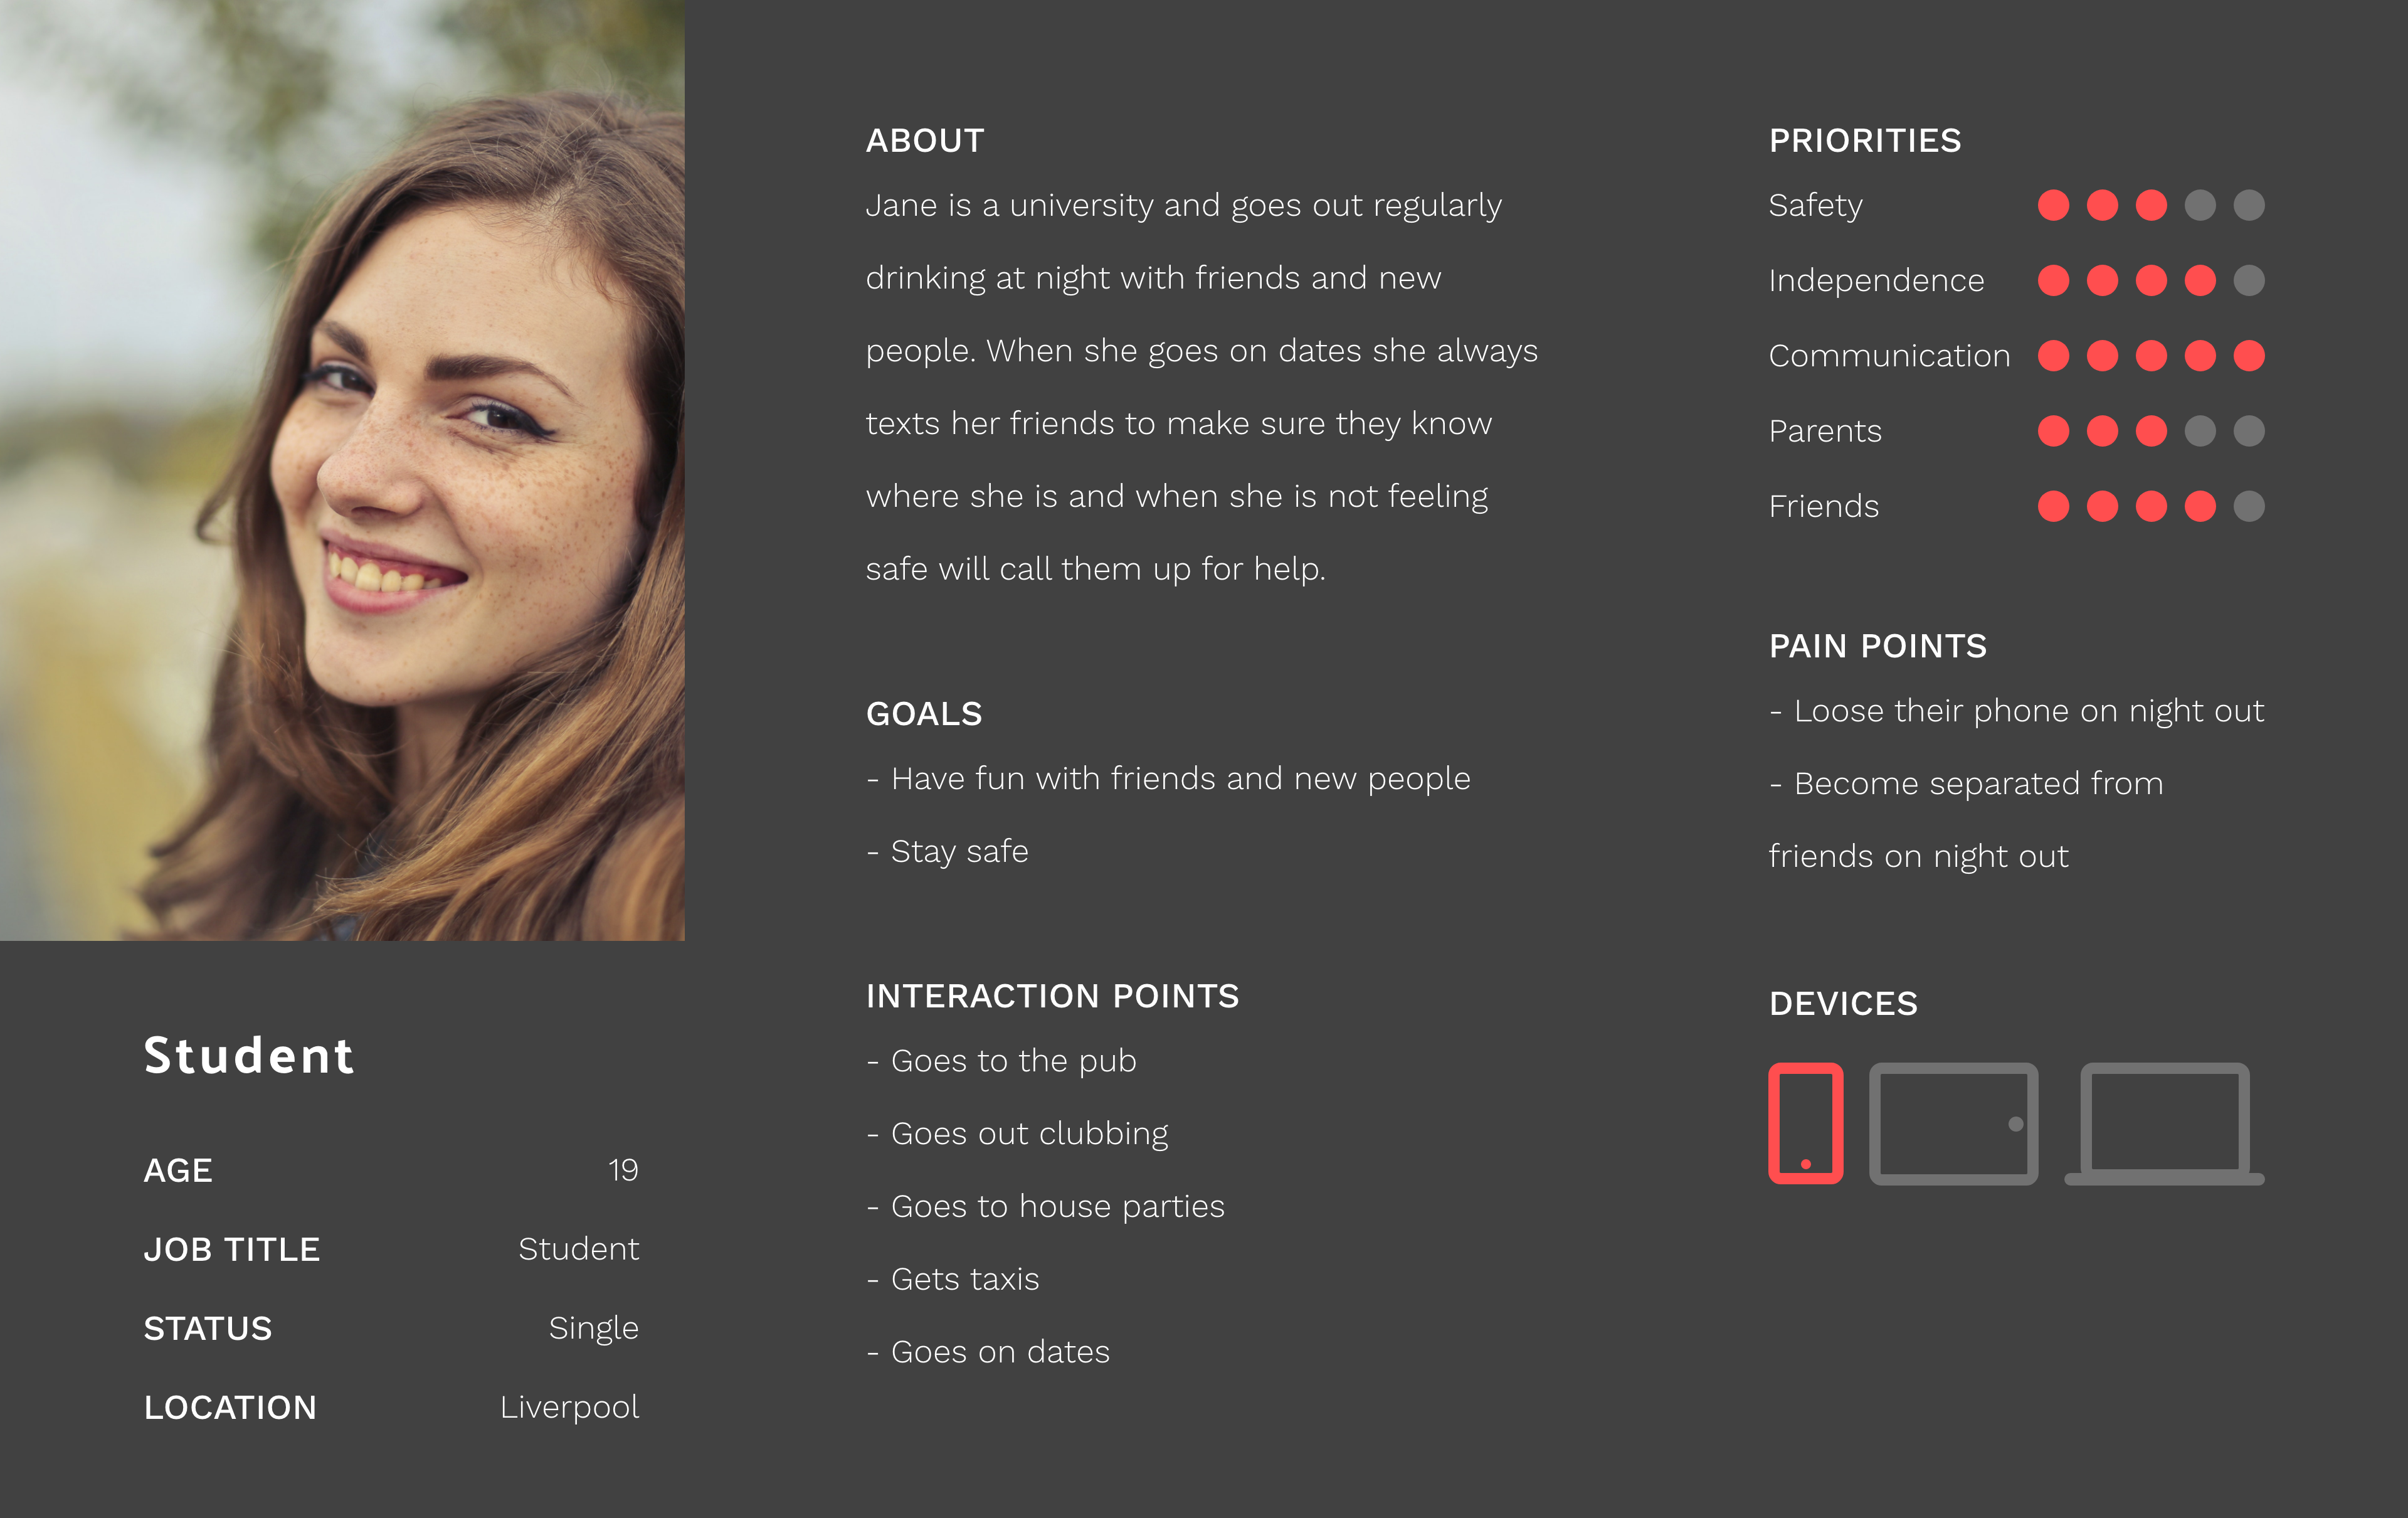 Student
AGE 19
JOB TITLE Student
STATUS Single
LOCATION Liverpool
ABOUT
Jane is a university and goes out regularly
drinking at night with friends and new
people. When she goes on dates she always
texts her friends to make sure they know
where she is and when she is not feeling
safe will call them up for help.
GOALS
- Have fun with friends and new people
- Stay safe
INTERACTION POINTS
- Goes to the pub
- Goes out clubbing
- Goes to house parties
- Gets taxis
- Goes on dates
PRIORITIES
Safety
Independence
Communication
Parents
Friends
PAIN POINTS
- Loose their phone on night out
- Become separated from
friends on night out
DEVICES